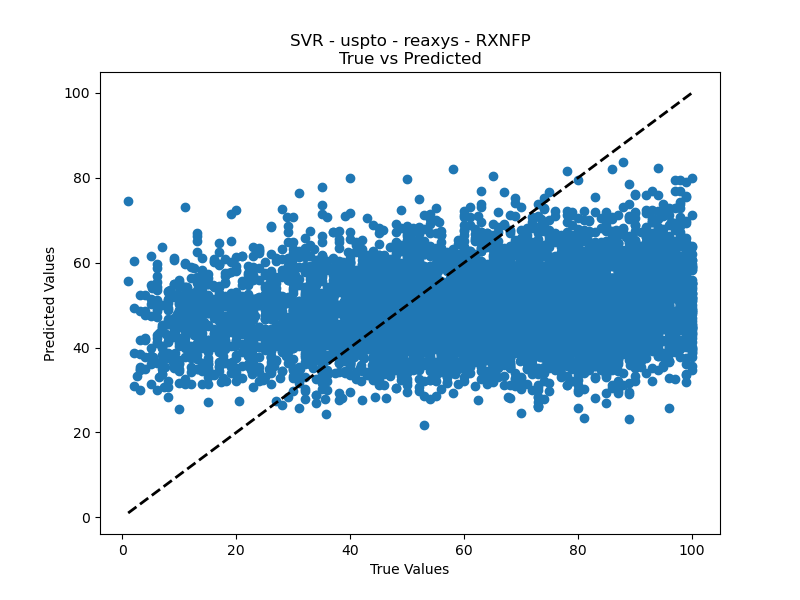 SVR - uspto - reaxys - RXNFP
True vs Predicted
100
80
60
40
20
0
Predicted Values
0 20 40 60 80 100
True Values